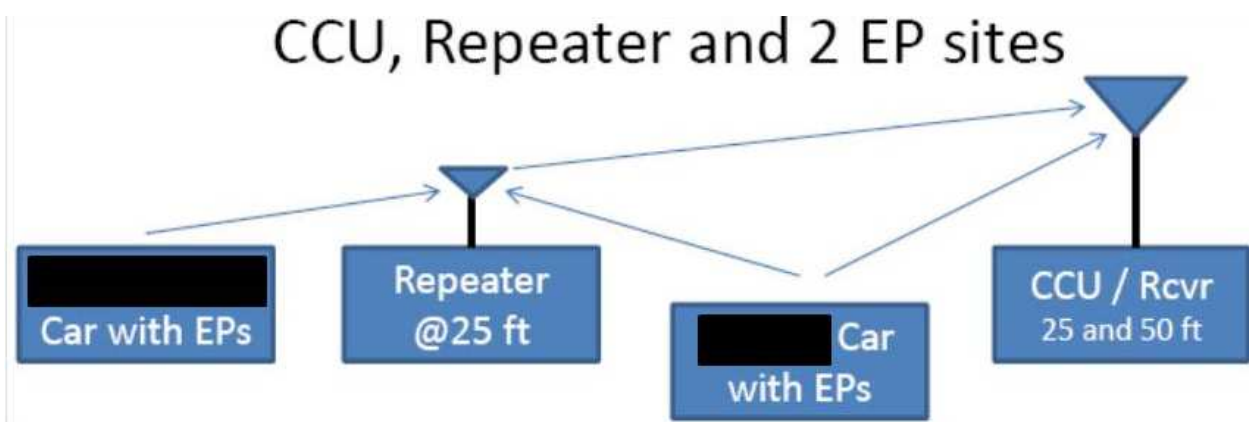 CCU, Repeater and 2 EP sites
Car with EPs
Repeater
@25 ft
Car
with EPs
CCU / Rcvr
25 and 50 ft